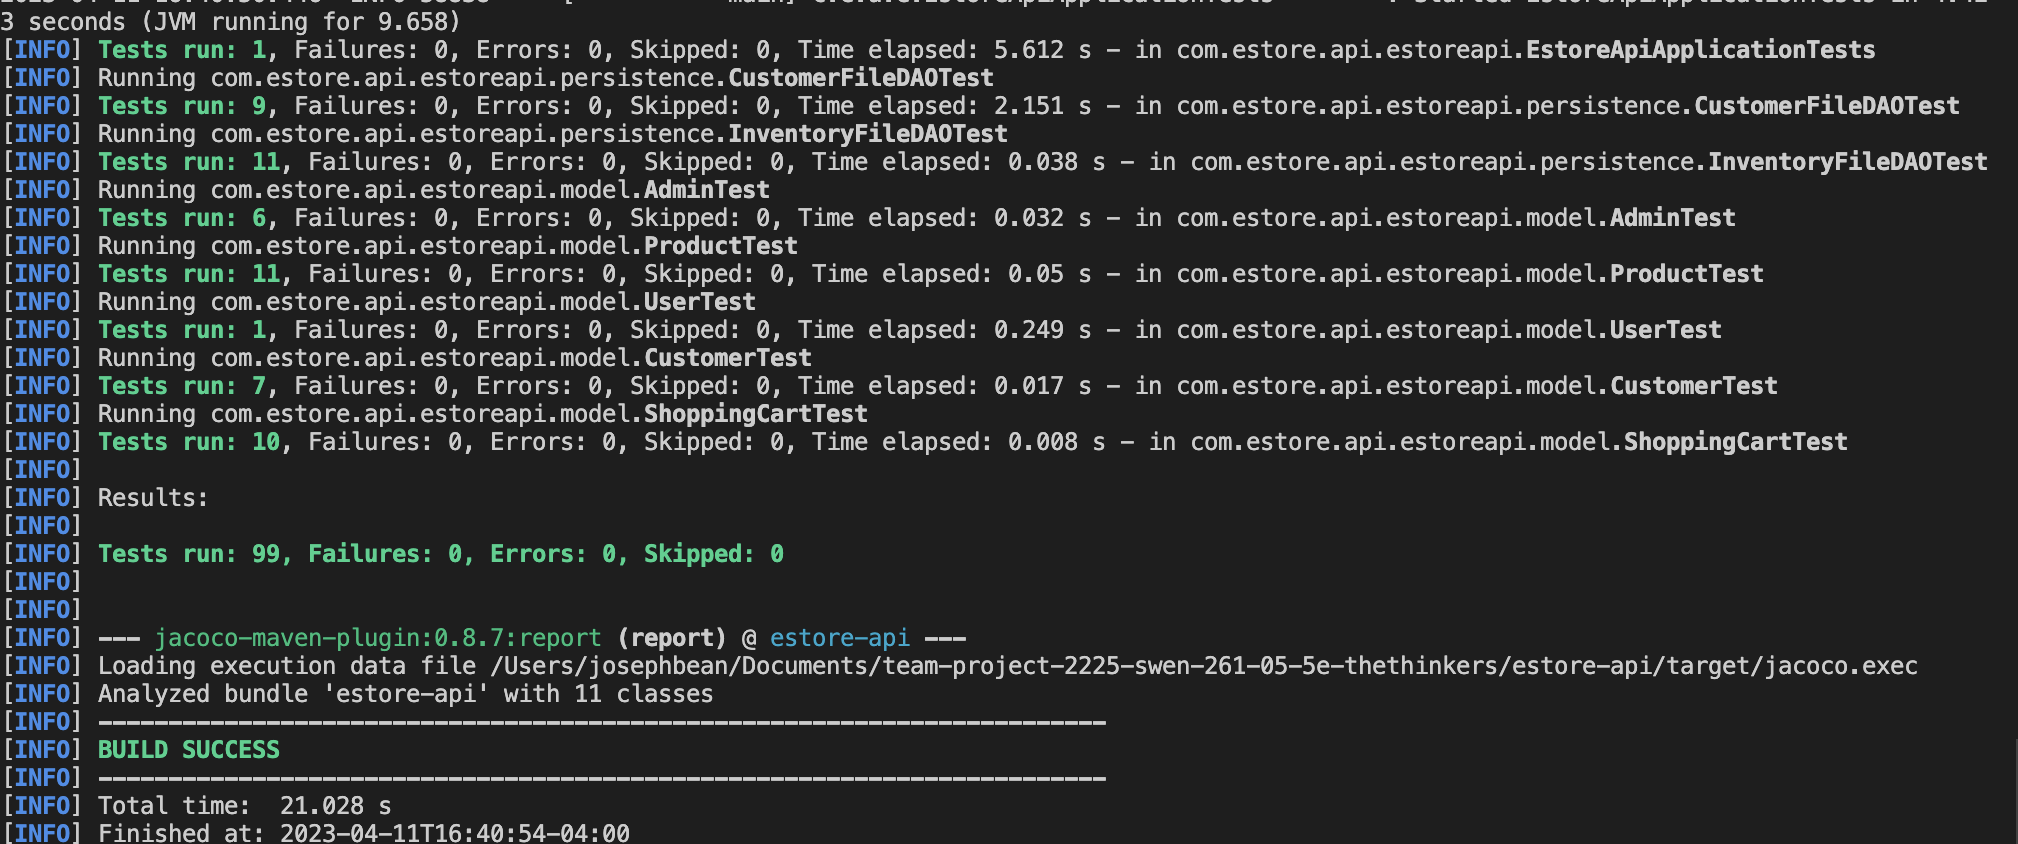 3 seconds (JVM running for 9.658)
[INFO] Tests run: 1, Failures: 0, Errors: 0, Skipped: 0, Time elapsed: 5.612 s - in com.estore.api.estoreapi.EstoreApiApplicationTests
[INFO] Running com.estore.api.estoreapi.persistence.CustomerFileDAOTest
[INFO] Tests run: 9, Failures: 0, Errors: 0, Skipped: 0, Time elapsed: 2.151 s - in com.estore.api.estoreapi.persistence.CustomerFileDAOTest
[INFO] Running com.estore.api.estoreapi.persistence.InventoryFileDAOTest
[INFO] Tests run: 11, Failures: 0, Errors: 0, Skipped: 0, Time elapsed: 0.038 s - in com.estore.api.estoreapi.persistence.InventoryFileDAOTest
[INFO] Running com.estore.api.estoreapi.model.AdminTest
[INFO] Tests run: 6, Failures: 0, Errors: 0, Skipped: 0, Time elapsed: 0.032 s - in com.estore.api.estoreapi.model.AdminTest
[INFO] Running com.estore.api.estoreapi.model.ProductTest
[INFO] Tests run: 11, Failures: 0, Errors: 0, Skipped: 0, Time elapsed: 0.05 s - in com.estore.api.estoreapi.model.ProductTest
[INFO] Running com.estore.api.estoreapi.model.UserTest
[INFO] Tests run: 1, Failures: 0, Errors: 0, Skipped: 0, Time elapsed: 0.249 s - in com.estore.api.estoreapi.model.UserTest
[INFO] Running com.estore.api.estoreapi.model.CustomerTest
[INFO] Tests run: 7, Failures: 0, Errors: 0, Skipped: 0, Time elapsed: 0.017 s - in com.estore.api.estoreapi.model.CustomerTest
[INFO] Running com.estore.api.estoreapi.model.ShoppingCartTest
[INFO] Tests run: 10, Failures: 0, Errors: 0, Skipped: 0, Time elapsed: 0.008 s - in com.estore.api.estoreapi.model.ShoppingCartTest
[INFO]
[INFO] Results:
[INFO]
[INFO] Tests run: 99, Failures: 0, Errors: 0, Skipped: 0
[INFO]
[INFO]
[INFO] --- jacoco-maven-plugin:0.8.7:report (report) @ estore-api ---
[INFO] Loading execution data file /Users/josephbean/Documents/team-project-2225-swen-261-05-5e-thethinkers/estore-api/target/jacoco.exec
[INFO] Analyzed bundle 'estore-api' with 11 classes
[INFO] ------------------------------------------------------------------------
[INFO] BUILD SUCCESS
[INFO] ------------------------------------------------------------------------
[INFO] Total time:  21.028 s
[INFO] Finished at: 2023-04-11T16:40:54-04:00